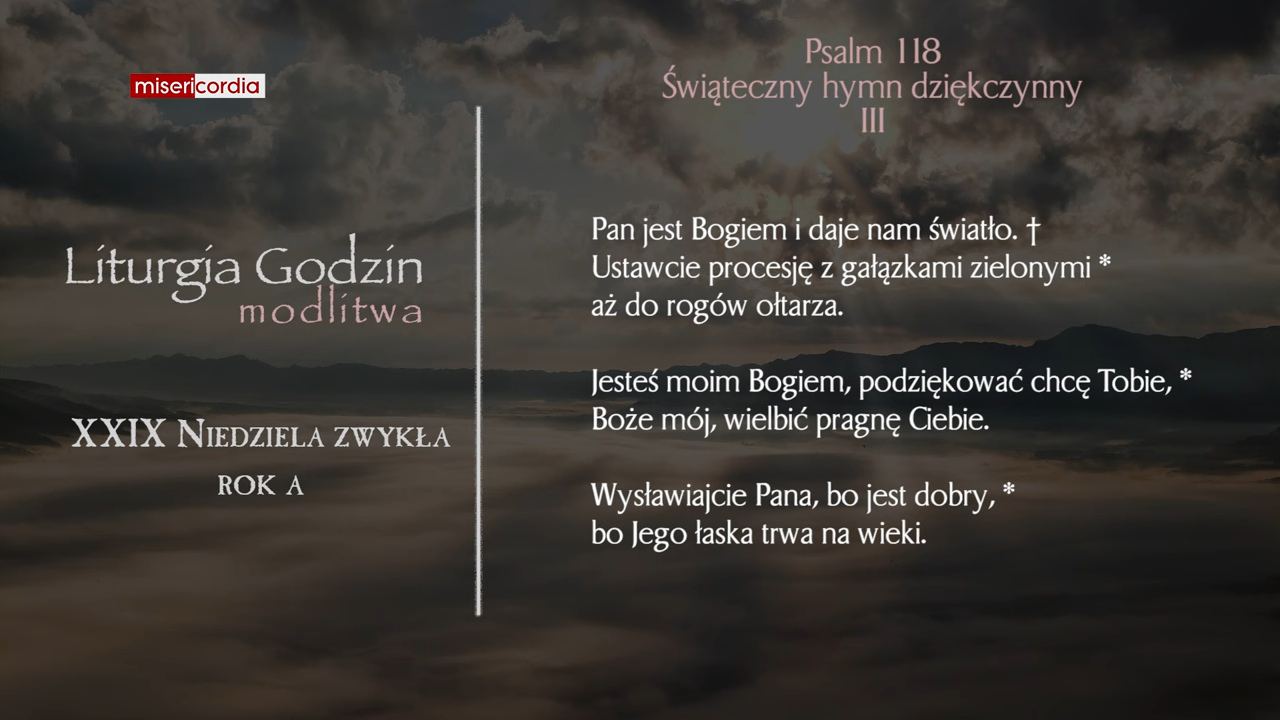 misericordia
Liturgia Godzin
modlitwa
XXIX Niedziela zwykła
rok A
Psalm 118
Świąteczny hymn dziękczynny
III
Pan jest Bogiem i daje nam światło. †
Ustawcie procesję z gałązkami zielonymi *
aż do rogów ołtarza.
Jesteś moim Bogiem, podziękować chcę Tobie, *
Boże mój, wielbić pragnę Ciebie.
Wysławiajcie Pana, bo jest dobry, *
bo Jego łaska trwa na wieki.